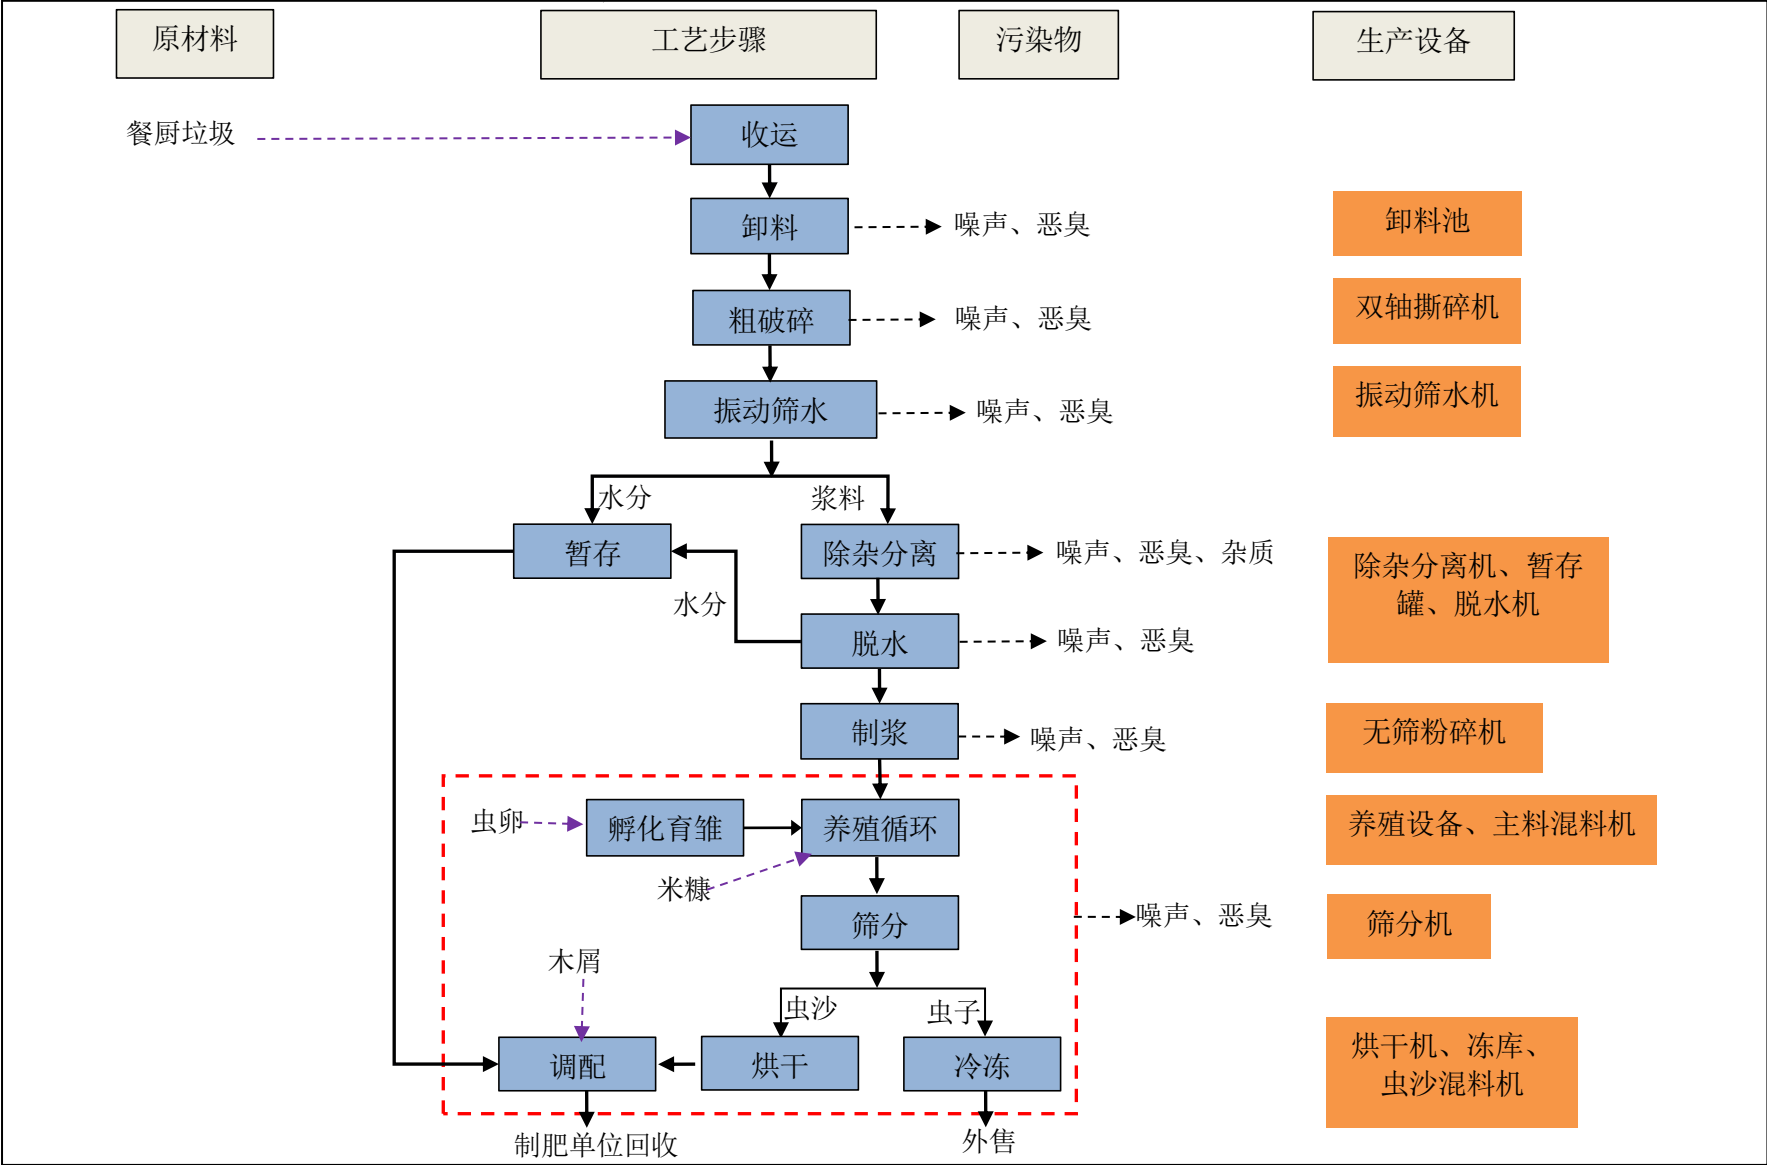 原材料
工艺步骤
污染物
生产设备
餐厨垃圾
收运
卸料
噪声、恶臭
卸料池
粗破碎
噪声、恶臭
双轴撕碎机
振动筛水
噪声、恶臭
振动筛水机
水分
浆料
暂存
除杂分离
噪声、恶臭、杂质
除杂分离机、暂存
罐、脱水机
水分
脱水
噪声、恶臭
制浆
噪声、恶臭
无筛粉碎机
虫卵
孵化育雏
养殖循环
养殖设备、主料混料机
米糠
筛分
噪声、恶臭
筛分机
木屑
虫沙
虫子
调配
烘干
冷冻
烘干机、冻库、
虫沙混料机
制肥单位回收
外售